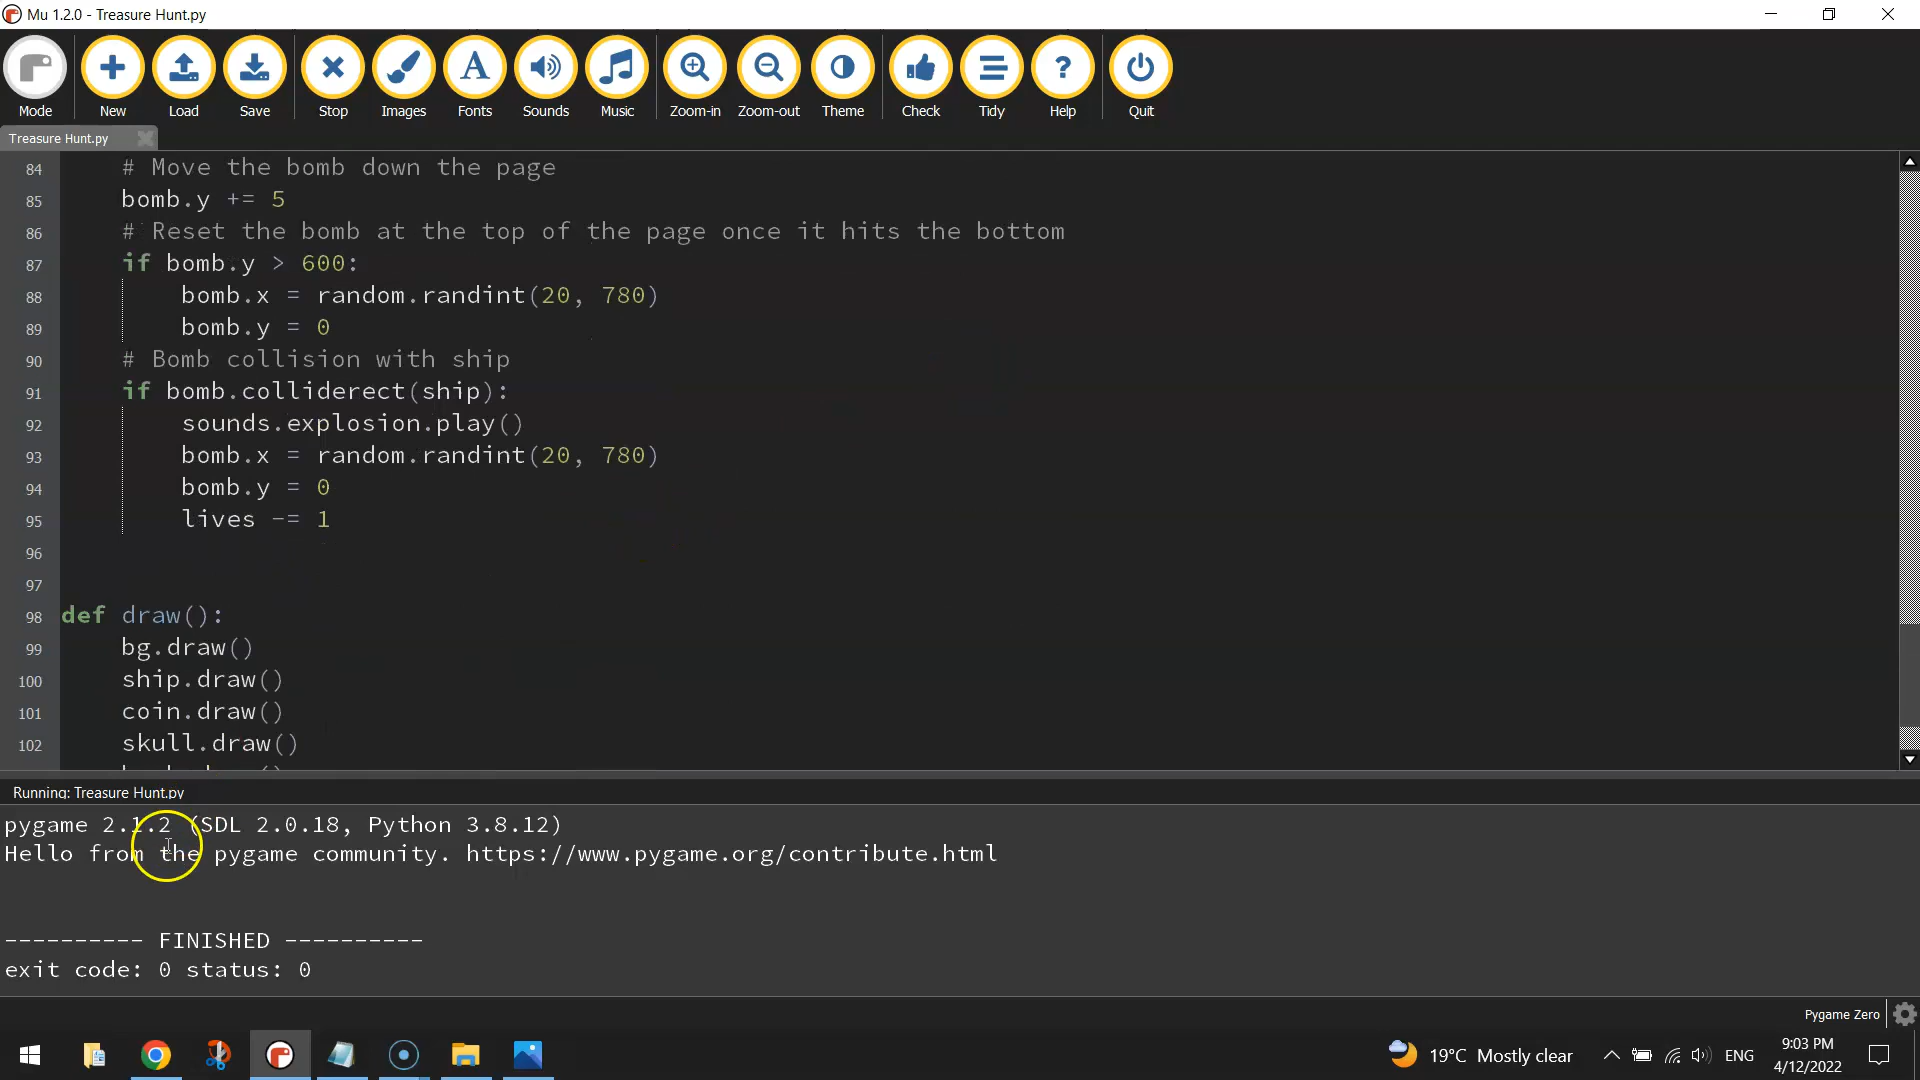 Mu 1.2.0 - Treasure Hunt.py
Mode New Load Save Stop Images Fonts Sounds Music Zoom-in Zoom-out Theme Check Tidy Help Quit
Treasure Hunt.py
84 # Move the bomb down the page
85 bomb.y += 5
86 # Reset the bomb at the top of the page once it hits the bottom
87 if bomb.y > 600:
88 bomb.x = random.randint(20, 780)
89 bomb.y = 0
90 # Bomb collision with ship
91 if bomb.colliderect(ship):
92 sounds.explosion.play()
93 bomb.x = random.randint(20, 780)
94 bomb.y = 0
95 lives -= 1
96
97
98 def draw():
99 bg.draw()
100 ship.draw()
101 coin.draw()
102 skull.draw()
Running: Treasure Hunt.py
pygame 2.1.2 (SDL 2.0.18, Python 3.8.12)
Hello from the pygame community. https://www.pygame.org/contribute.html
---------- FINISHED ----------
exit code: 0 status: 0
Pygame Zero
19°C Mostly clear
ENG
9:03 PM
4/12/2022